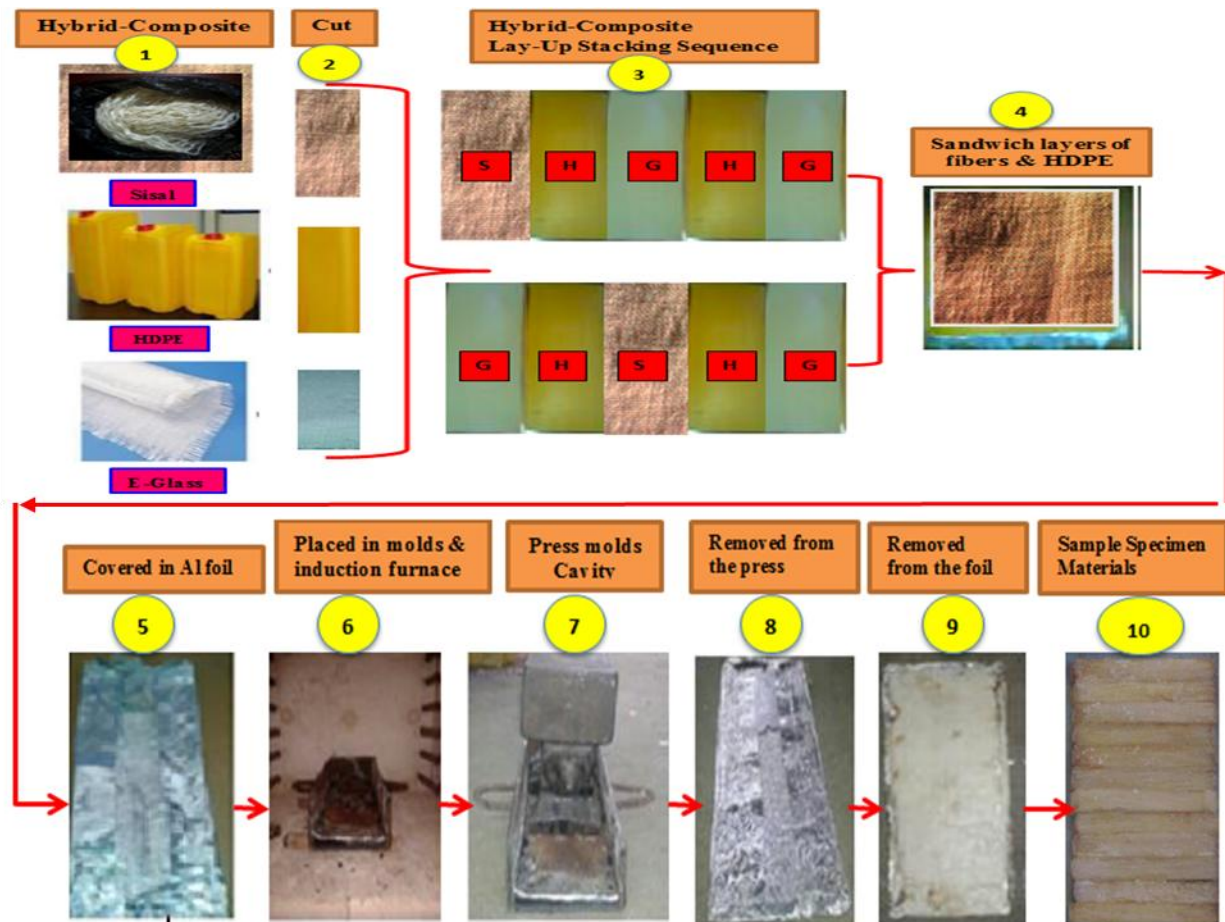 Hybrid-Composite
1
Sisal
HDPE
E-Glass
Cut
2
Hybrid-Composite
Lay-Up Stacking Sequence
3
S
H
G
H
G
G
H
S
H
G
4
Sandwich layers of
fibers & HDPE
Covered in Al foil
5
Placed in molds &
induction furnace
6
Press molds
Cavity
7
Removed from
the press
8
Removed
from the foil
9
Sample Specimen
Materials
10